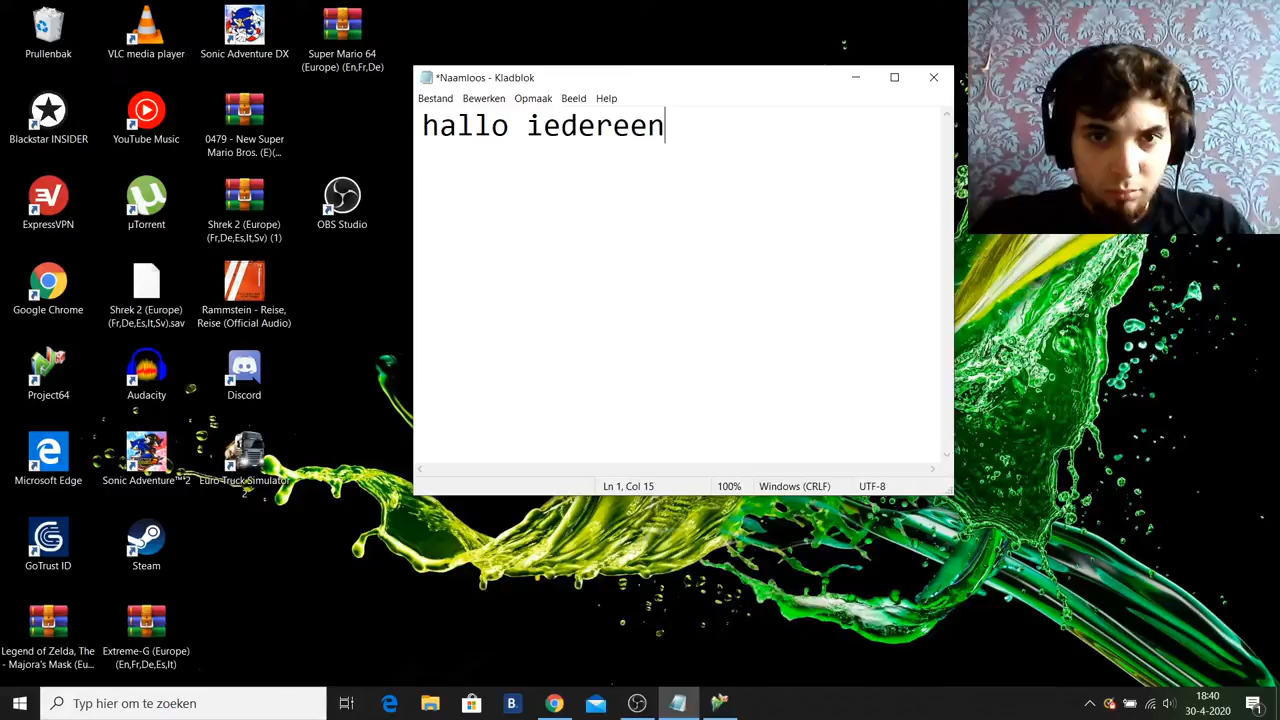 Prullenbak
VLC media player
Sonic Adventure DX
Super Mario 64
(Europe) (En,Fr,De)
Blackstar INSIDER
YouTube Music
0479 - New Super
Mario Bros. (E)(...
ExpressVPN
µTorrent
Shrek 2 (Europe)
(Fr,De,Es,It,Sv) (1)
OBS Studio
Google Chrome
Shrek 2 (Europe)
(Fr,De,Es,It,Sv).sav
Rammstein - Reise,
Reise (Official Audio)
Project64
Audacity
Discord
Microsoft Edge
Sonic Adventure™ 2
Euro Truck Simulator
2
GoTrust ID
Steam
Legend of Zelda, The
- Majora's Mask (Eu...
Extreme-G (Europe)
(En,Fr,De,Es,It)
*Naamloos - Kladblok
Bestand Bewerken Opmaak Beeld Help
hallo iedereen
Ln 1, Col 15 100% Windows (CRLF) UTF-8
Typ hier om te zoeken
18:40
30-4-2020